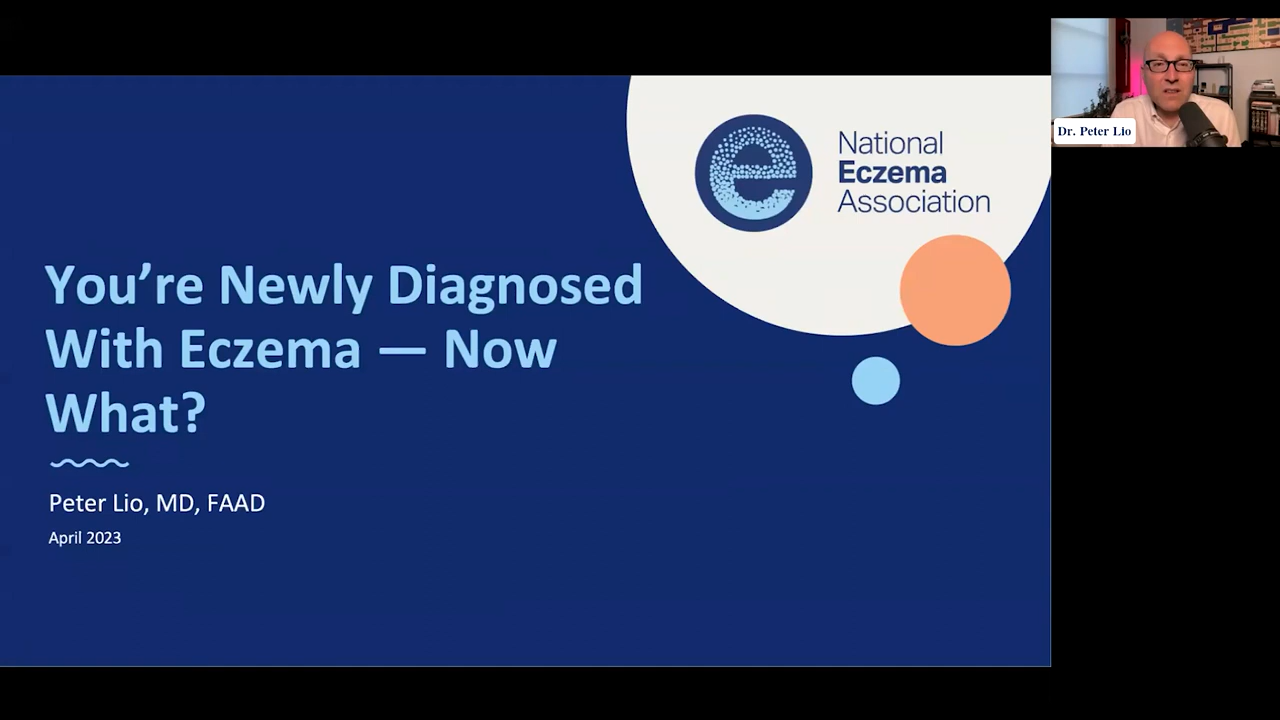 National
Eczema
Association
You’re Newly Diagnosed
With Eczema — Now
What?
Peter Lio, MD, FAAD
April 2023
Dr. Peter Lio